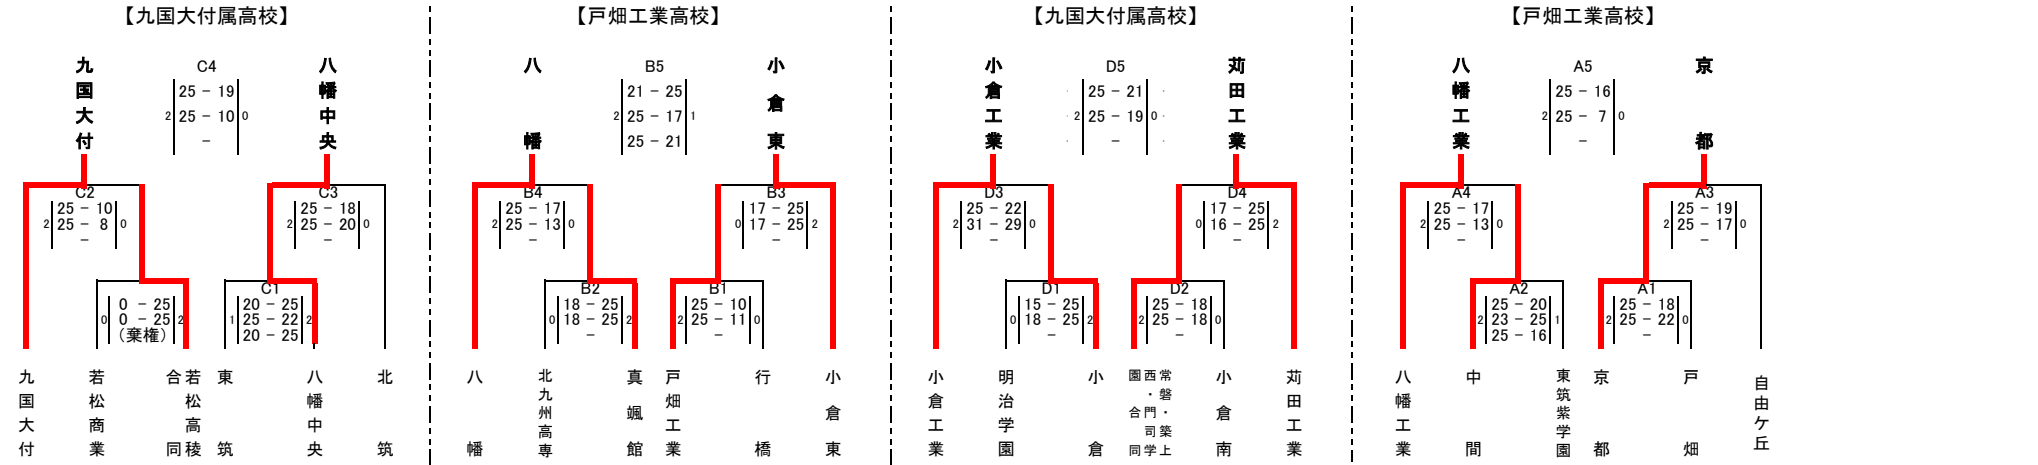 【九国大付属高校】
九国大付
C4
25 − 19
2 25 − 10 0
−
八幡中央
C2
25 − 10
2 25 − 8 0
−
C3
25 − 18
2 25 − 20 0
−
0 − 25
0 0 − 25 2
（棄権）
C1
20 − 25
1 25 − 22 2
20 − 25
九国大付
若松商業
若松高稜
合同
東筑
八幡中央
北筑
【戸畑工業高校】
八幡
B5
21 − 25
2 25 − 17 1
25 − 21
小倉東
B4
25 − 17
2 25 − 13 0
−
B3
17 − 25
0 17 − 25 2
−
B2
18 − 25
0 18 − 25 2
−
B1
25 − 10
2 25 − 11 0
−
八幡
北九州高専
真颯館
戸畑工業
行橋
小倉東
【九国大付属高校】
小倉工業
D5
25 − 21
2 25 − 19 0
−
苅田工業
D3
25 − 22
2 31 − 29 0
−
D4
17 − 25
0 16 − 25 2
−
D1
15 − 25
0 18 − 25 2
−
D2
25 − 18
2 25 − 18 0
−
小倉工業
明治学園
小倉
常磐・築上
西・門司学
園合同
小倉南
苅田工業
【戸畑工業高校】
八幡工業
A5
25 − 16
2 25 − 7 0
−
京都
A4
25 − 17
2 25 − 13 0
−
A3
25 − 19
2 25 − 17 0
−
A2
25 − 20
2 23 − 25 1
25 − 16
A1
25 − 18
2 25 − 22 0
−
八幡工業
中間
東筑紫学園
京都
戸畑
自由ケ丘